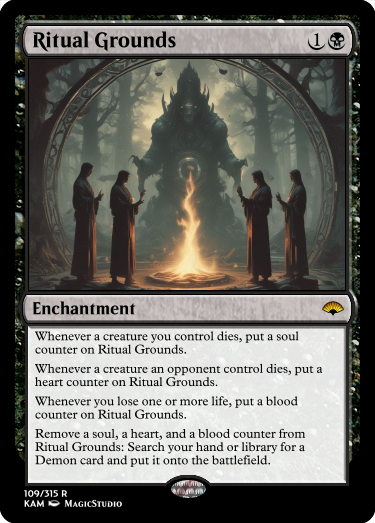 Ritual Grounds 1
Enchantment
Whenever a creature you control dies, put a soul
counter on Ritual Grounds.
Whenever a creature an opponent control dies, put a
heart counter on Ritual Grounds.
Whenever you lose one or more life, put a blood
counter on Ritual Grounds.
Remove a soul, a heart, and a blood counter from
Ritual Grounds: Search your hand or library for a
Demon card and put it onto the battlefield.
109/315 R
KAM MagicStudio